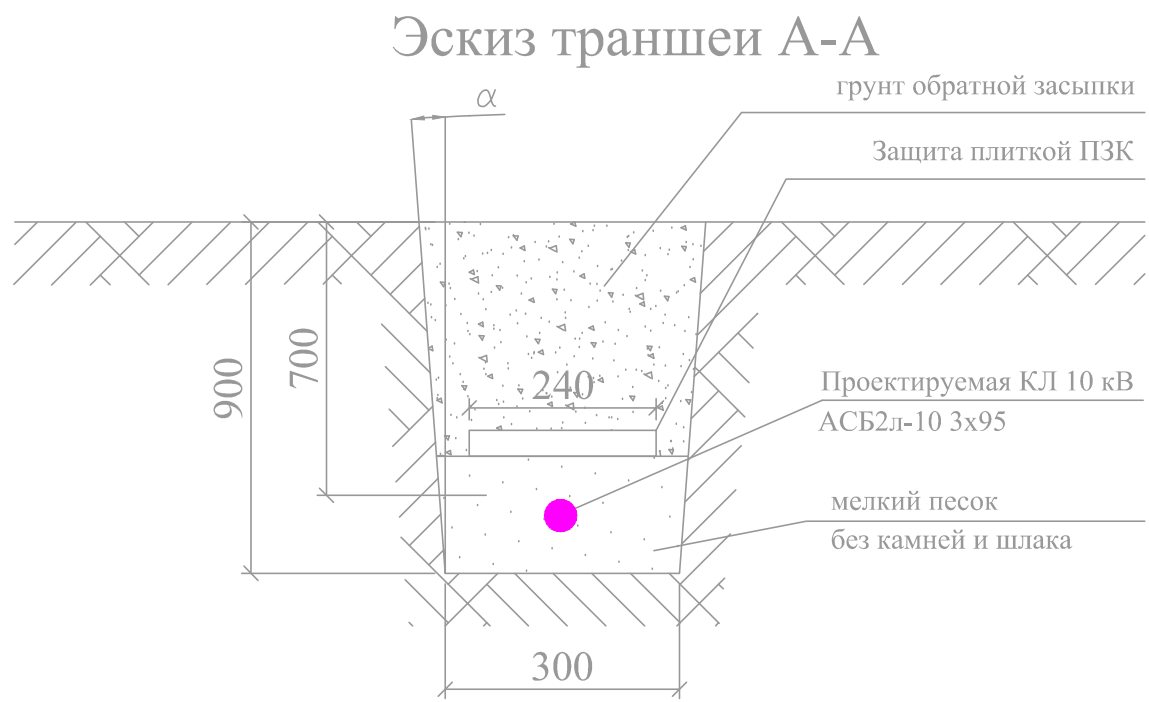 Эскиз траншеи А-А
α
грунт обратной засыпки
Защита плиткой ПЗК
900
700
240
Проектируемая КЛ 10 кВ
АСБ2л-10 3х95
мелкий песок
без камней и шлака
300